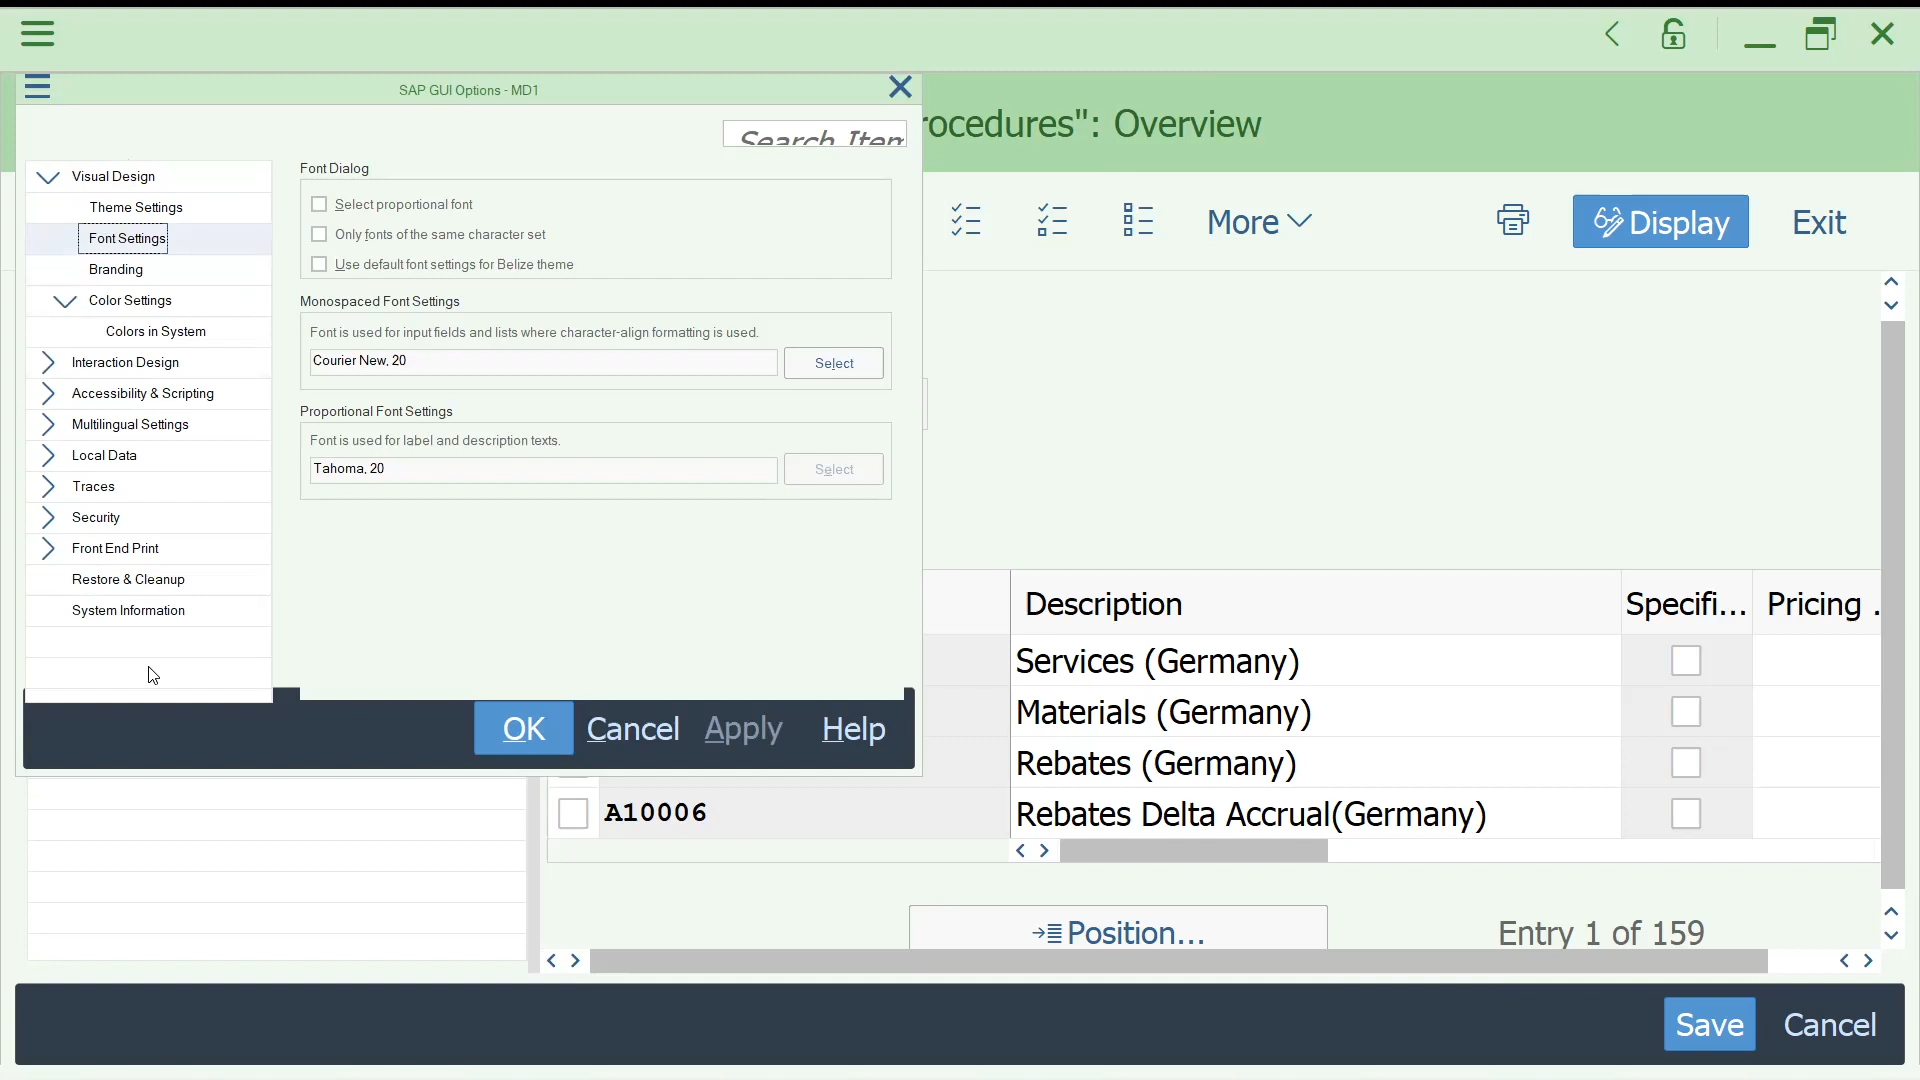 SAP GUI Options - MD1
rocedures": Overview
Search Item
Visual Design
Theme Settings
Font Settings
Branding
Color Settings
Colors in System
Interaction Design
Accessibility & Scripting
Multilingual Settings
Local Data
Traces
Security
Front End Print
Restore & Cleanup
System Information
Font Dialog
Select proportional font
Only fonts of the same character set
Use default font settings for Belize theme
Monospaced Font Settings
Font is used for input fields and lists where character-align formatting is used.
Courier New, 20 Select
Proportional Font Settings
Font is used for label and description texts.
Tahoma, 20 Select
OK Cancel Apply Help
More Display Exit
Description Specifi... Pricing .
Services (Germany)
Materials (Germany)
Rebates (Germany)
A10006 Rebates Delta Accrual(Germany)
Position... Entry 1 of 159
Save Cancel